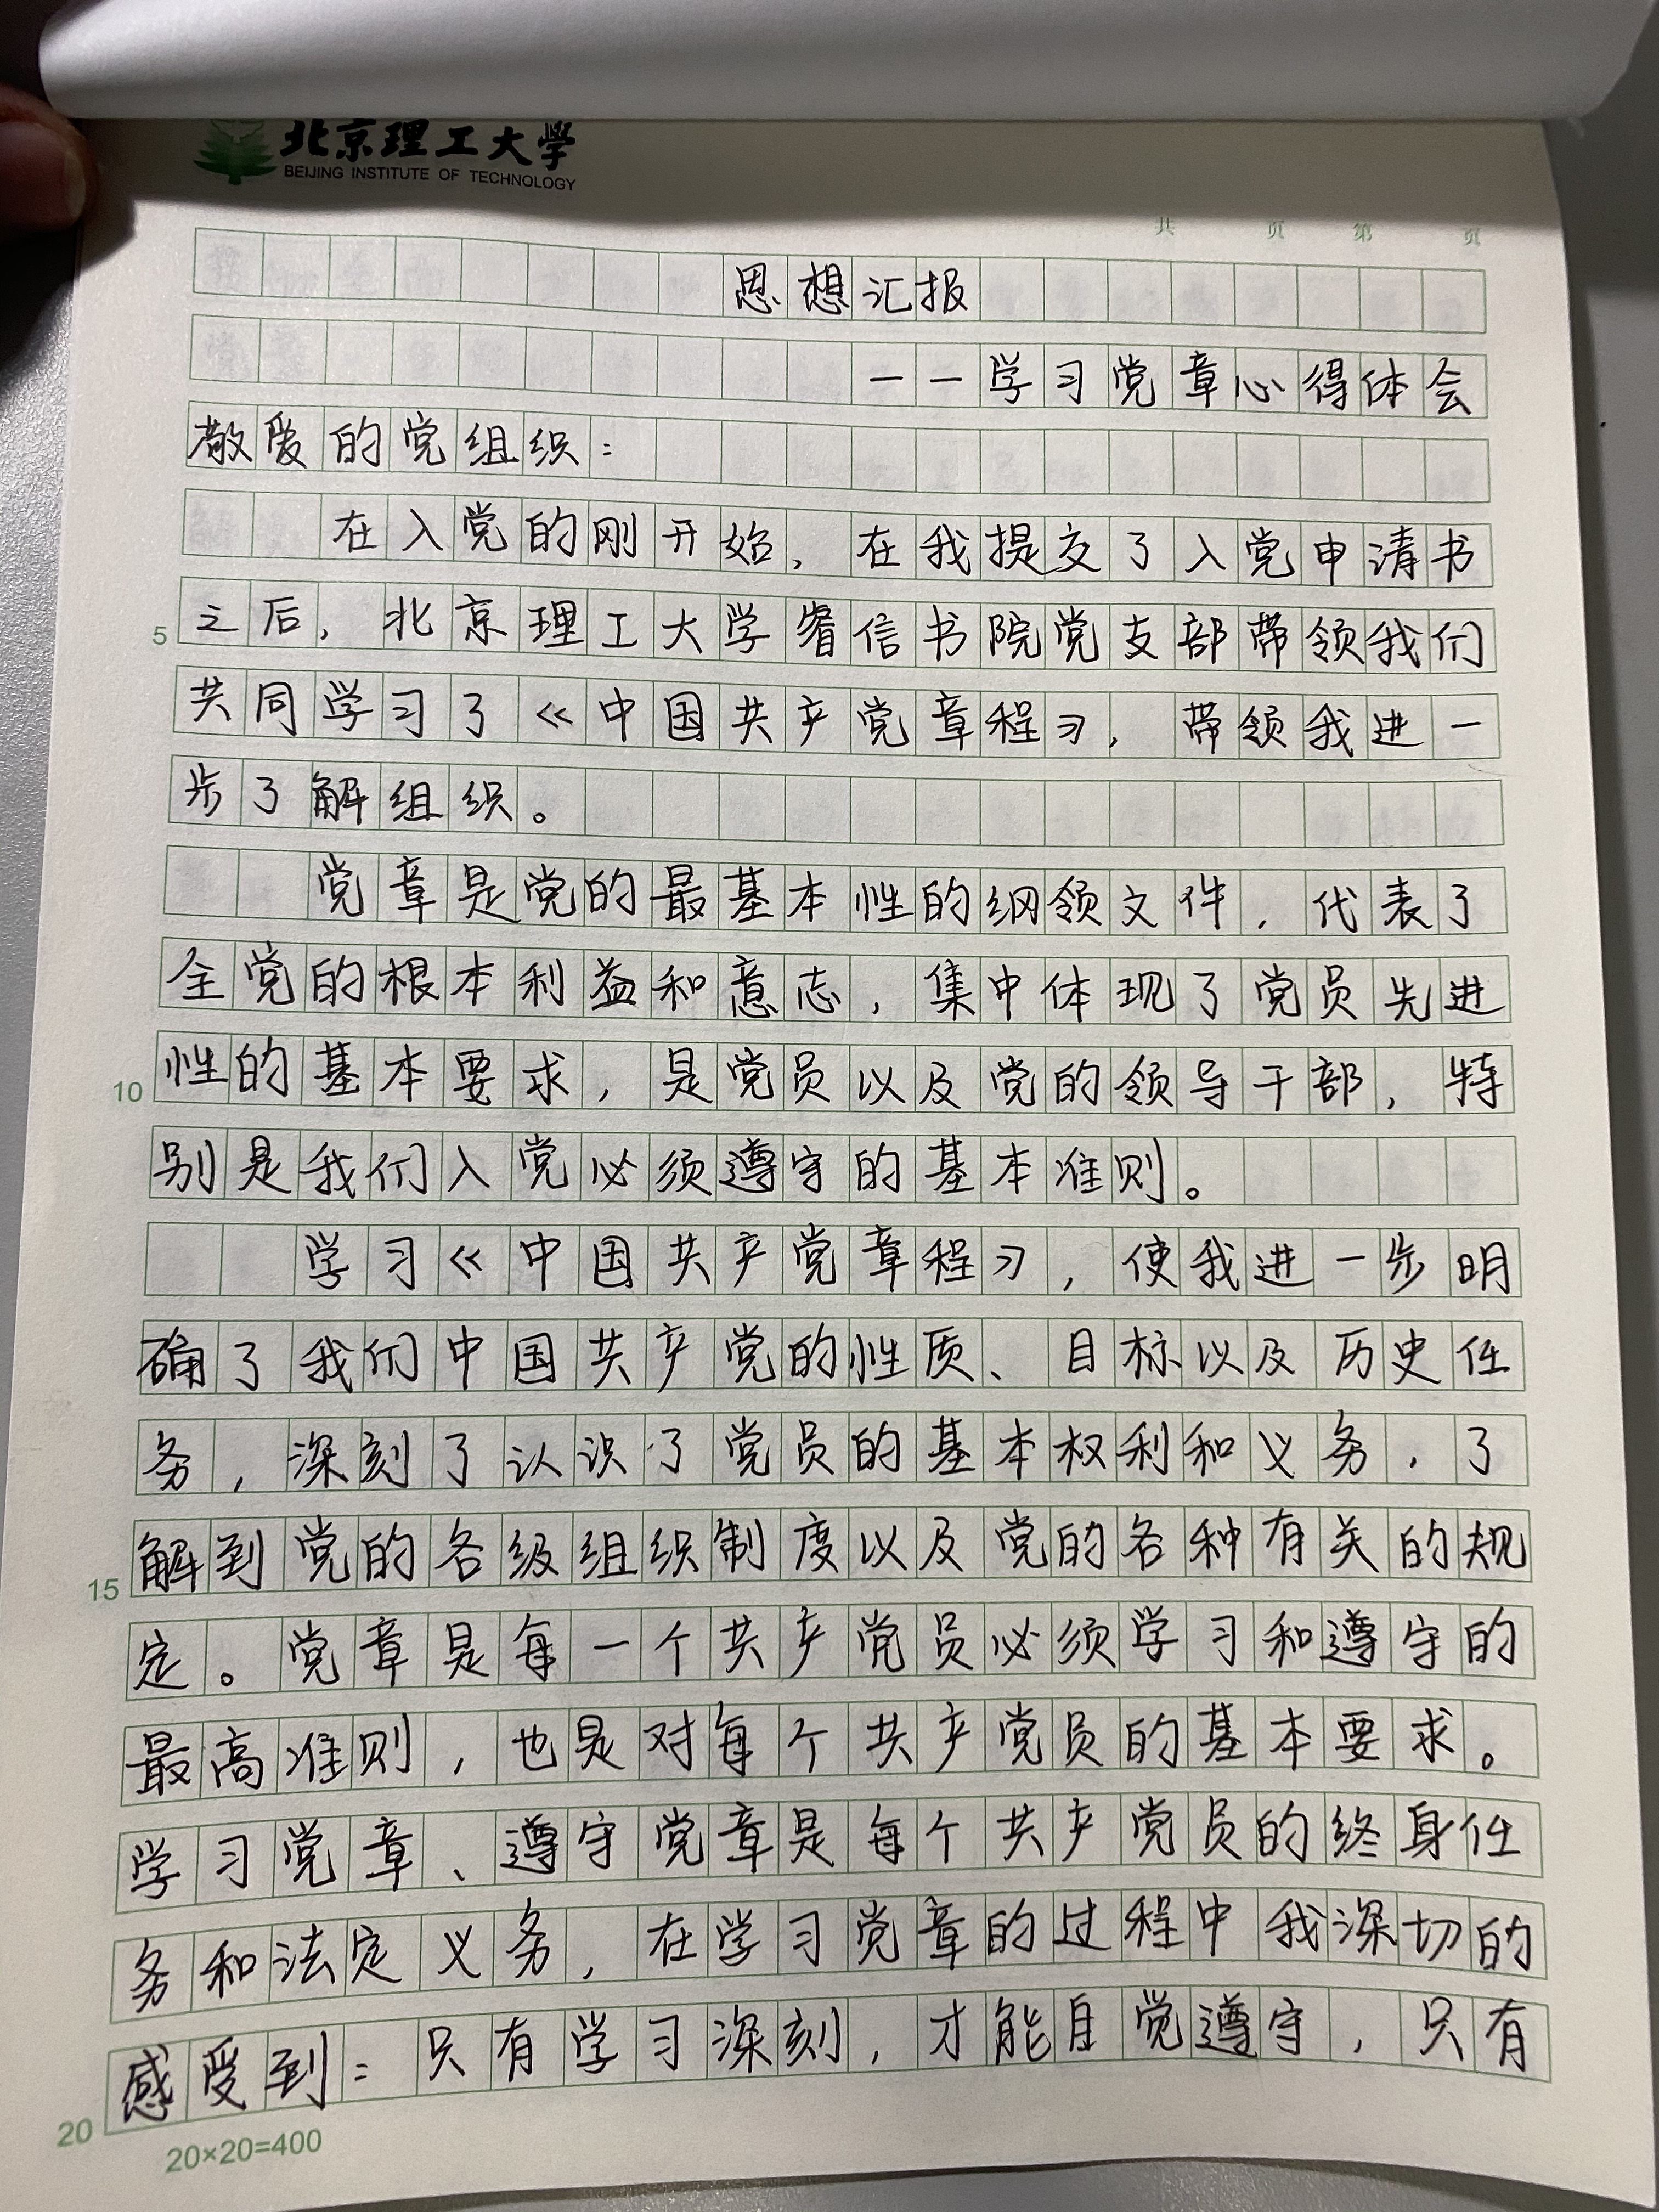 北京理工大学
BEIJING INSTITUTE OF TECHNOLOGY
共 页 第 页
思想汇报
——学习党章心得体会
敬爱的党组织：
在入党的刚开始，在我提交了入党申请书
5 之后，北京理工大学睿信书院党支部带领我们
共同学习了《中国共产党章程》，带领我进一
步了解组织。
党章是党的最基本性的纲领文件，代表了
全党的根本利益和意志，集中体现了党员先进
10 性的基本要求，是党员以及党的领导干部，特
别是我们入党必须遵守的基本准则。
学习《中国共产党章程》，使我进一步明
确了我们中国共产党的性质、目标以及历史任
务，深刻了认识了党员的基本权利和义务，了
15 解到党的各级组织制度以及党的各种有关的规
定。党章是每一个共产党员必须学习和遵守的
最高准则，也是对每个共产党员的基本要求。
学习党章、遵守党章是每个共产党员的终身任
务和法定义务，在学习党章的过程中我深切的
20 感受到：只有学习深刻，才能自觉遵守，只有
20×20=400